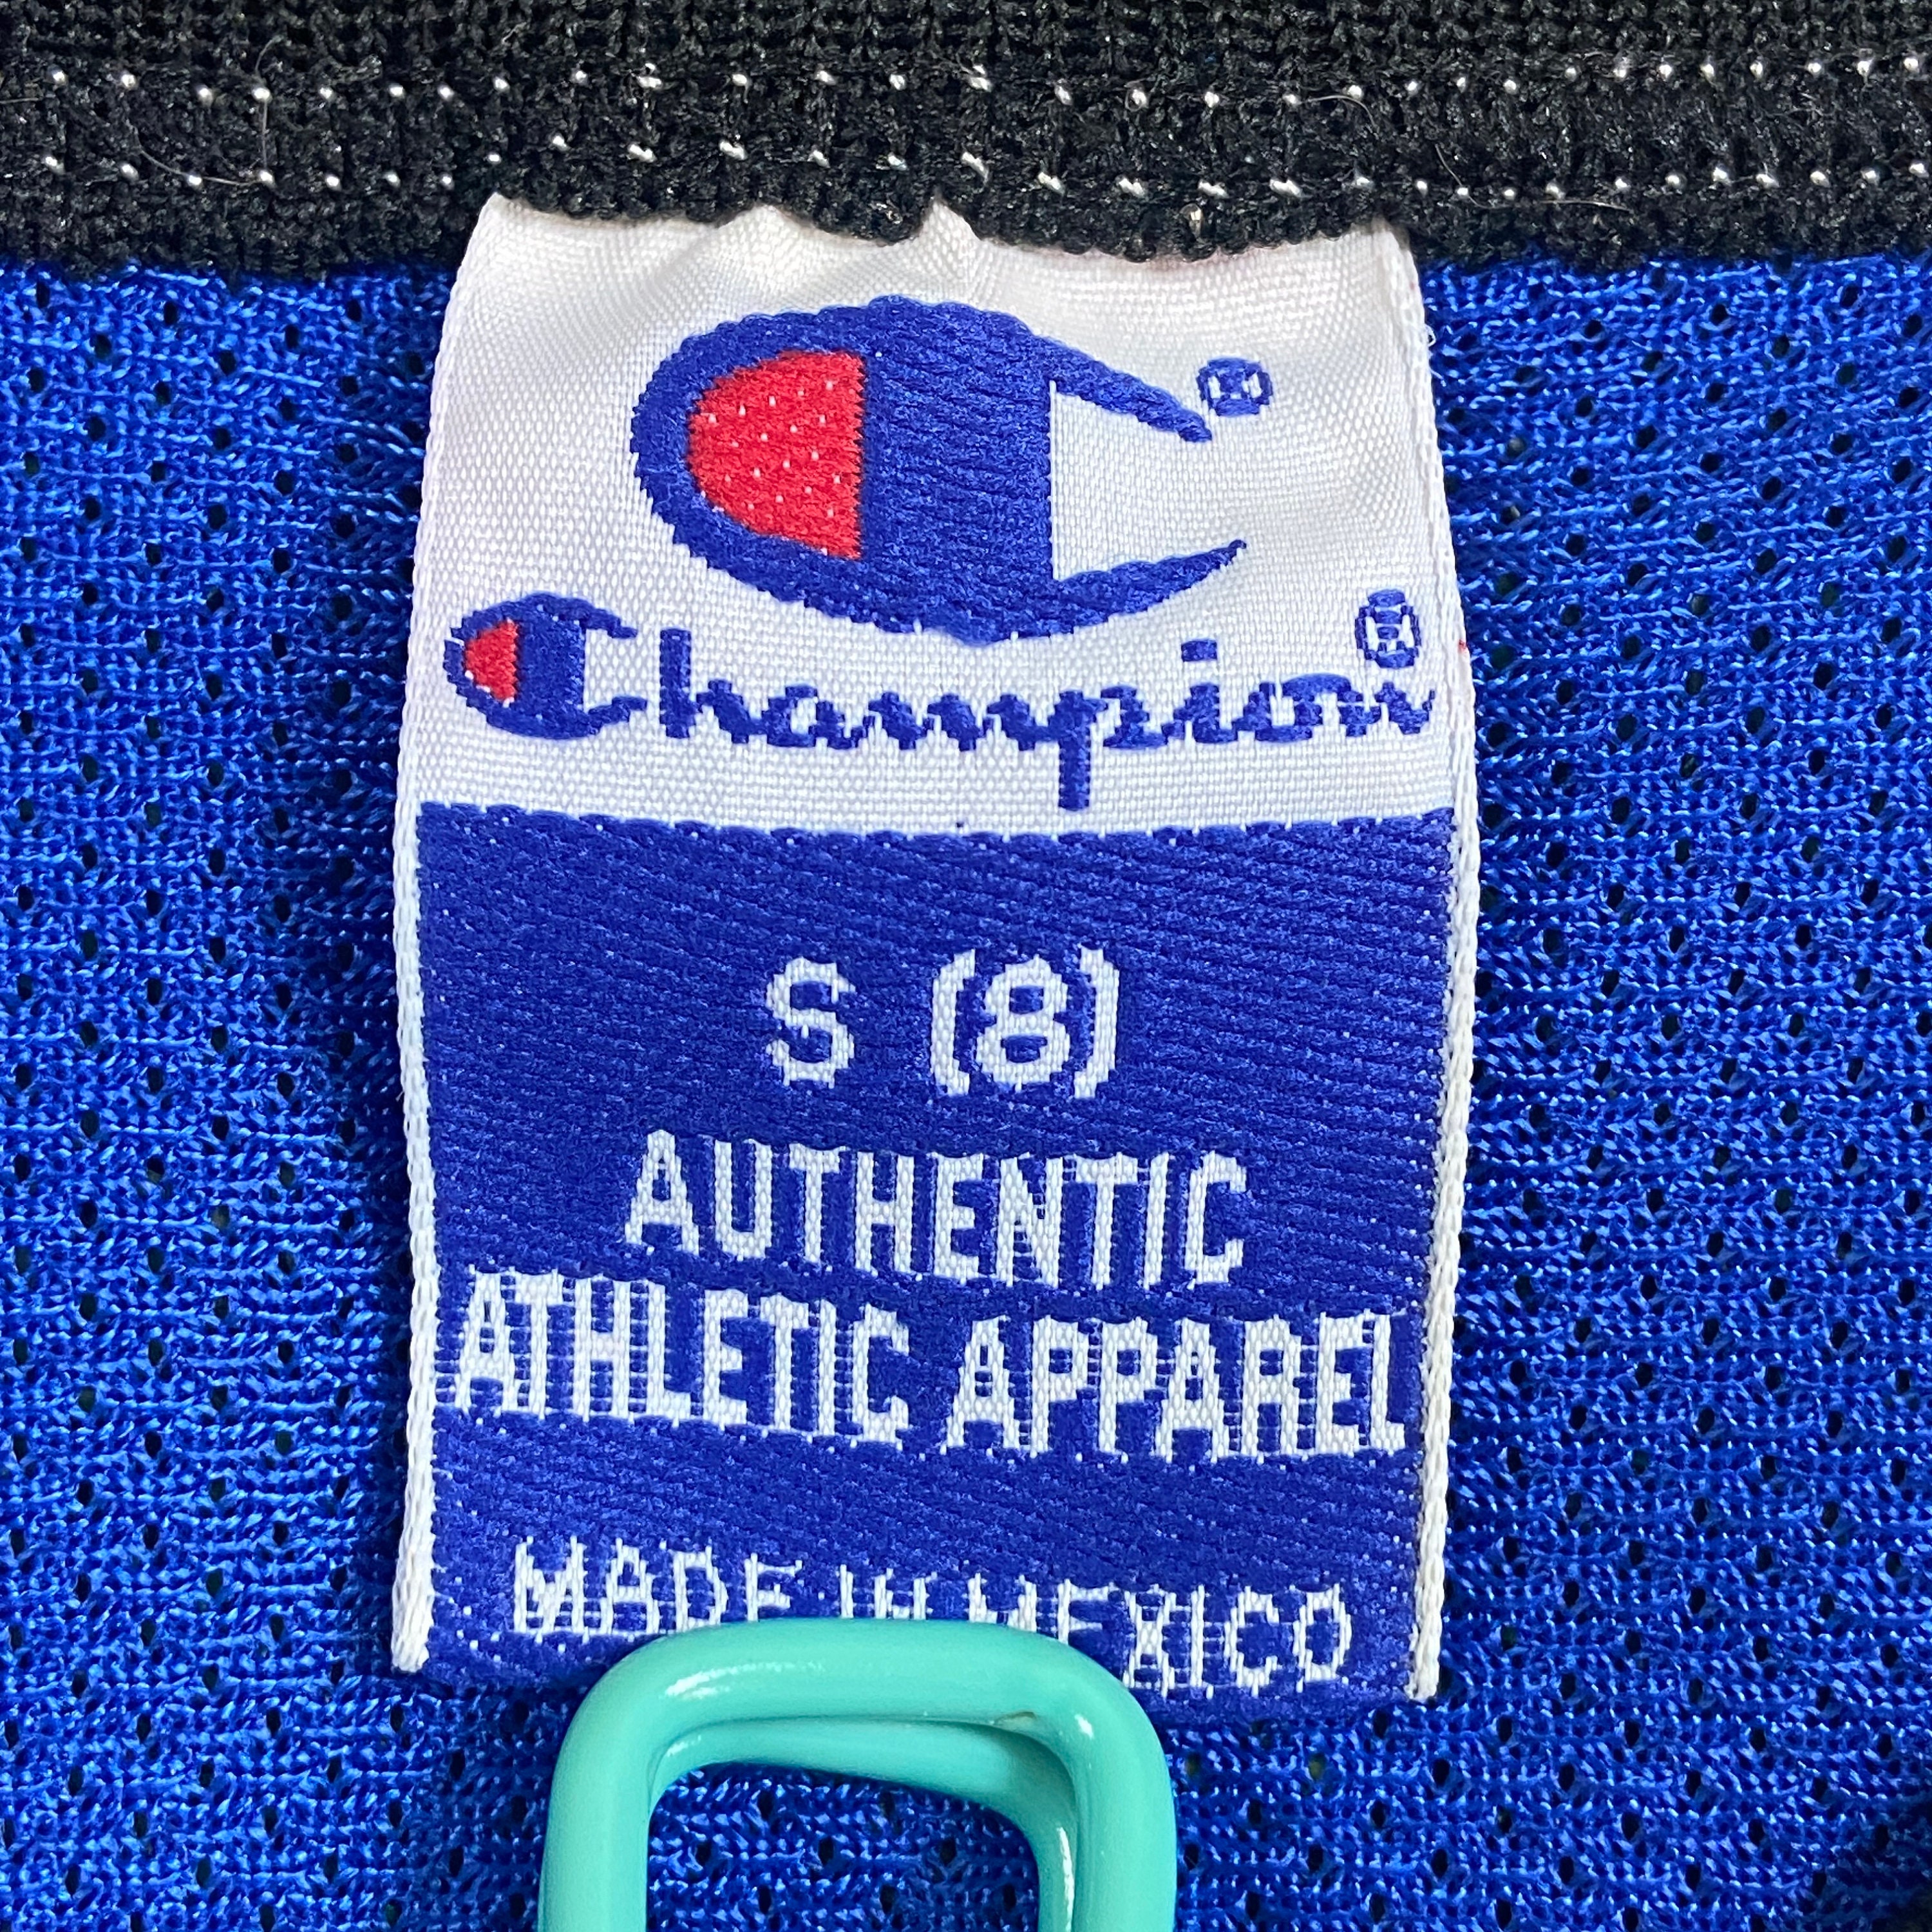 Champion®
S (8)
AUTHENTIC
ATHLETIC APPAREL
MADE IN MEXICO